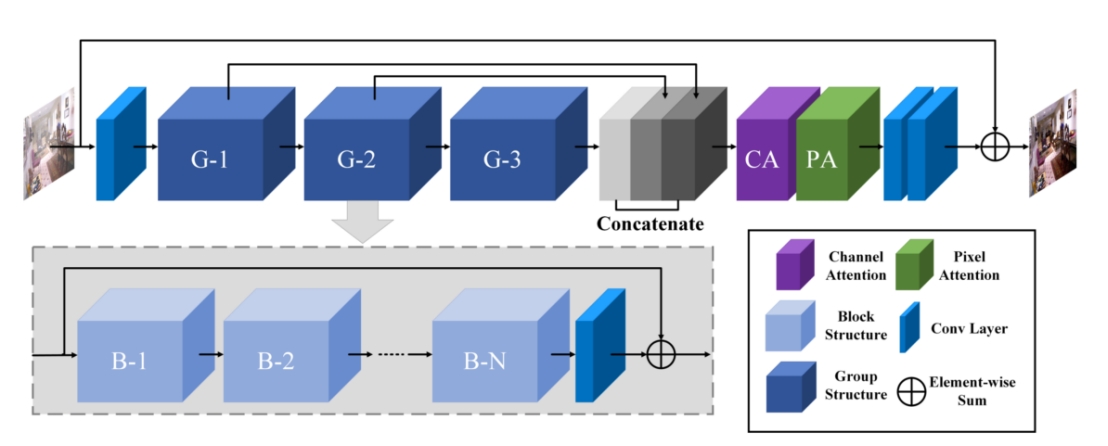 G-1
G-2
G-3
CA
PA
Concatenate
B-1
B-2
B-N
Channel
Attention
Pixel
Attention
Block
Structure
Conv Layer
Group
Structure
Element-wise
Sum